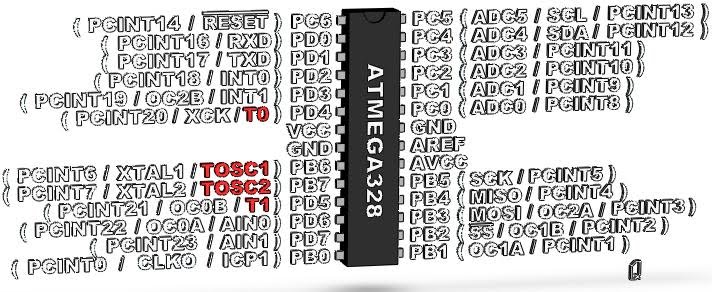 ( PCINT14 / RESET ) PC6
( PCINT16 / RXD ) PD0
( PCINT17 / TXD ) PD1
( PCINT18 / INT0 ) PD2
( PCINT19 / OC2B / INT1 ) PD3
( PCINT20 / XCK / T0 ) PD4
VCC
GND
( PCINT6 / XTAL1 / TOSC1 ) PB6
( PCINT7 / XTAL2 / TOSC2 ) PB7
( PCINT21 / OC0B / T1 ) PD5
( PCINT22 / OC0A / AIN0 ) PD6
( PCINT23 / AIN1 ) PD7
( PCINT0 / CLKO / ICP1 ) PB0
ATMEGA328
PC5 ( ADC5 / SCL / PCINT13 )
PC4 ( ADC4 / SDA / PCINT12 )
PC3 ( ADC3 / PCINT11 )
PC2 ( ADC2 / PCINT10 )
PC1 ( ADC1 / PCINT9 )
PC0 ( ADC0 / PCINT8 )
GND
AREF
AVCC
PB5 ( SCK / PCINT5 )
PB4 ( MISO / PCINT4 )
PB3 ( MOSI / OC2A / PCINT3 )
PB2 ( SS / OC1B / PCINT2 )
PB1 ( OC1A / PCINT1 )